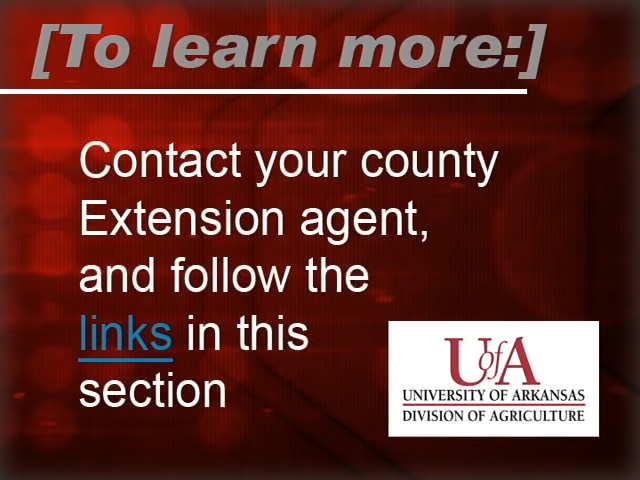 [To learn more:]
Contact your county
Extension agent,
and follow the
links in this
section
UofA
UNIVERSITY OF ARKANSAS
DIVISION OF AGRICULTURE